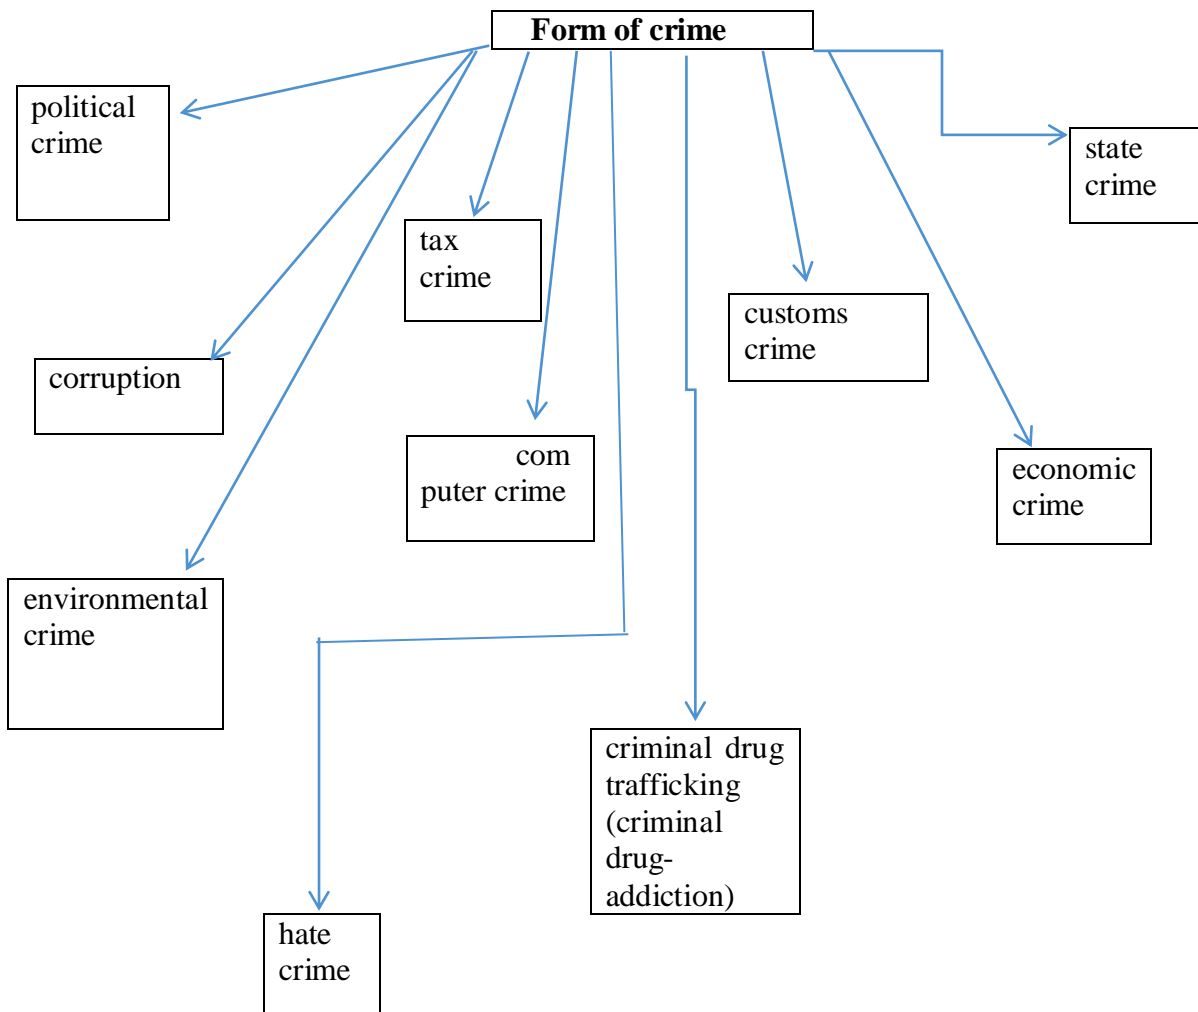 Form of crime
political
crime
state
crime
tax
crime
customs
crime
corruption
com
puter crime
economic
crime
environmental
crime
criminal drug
trafficking
(criminal
drug-
addiction)
hate
crime